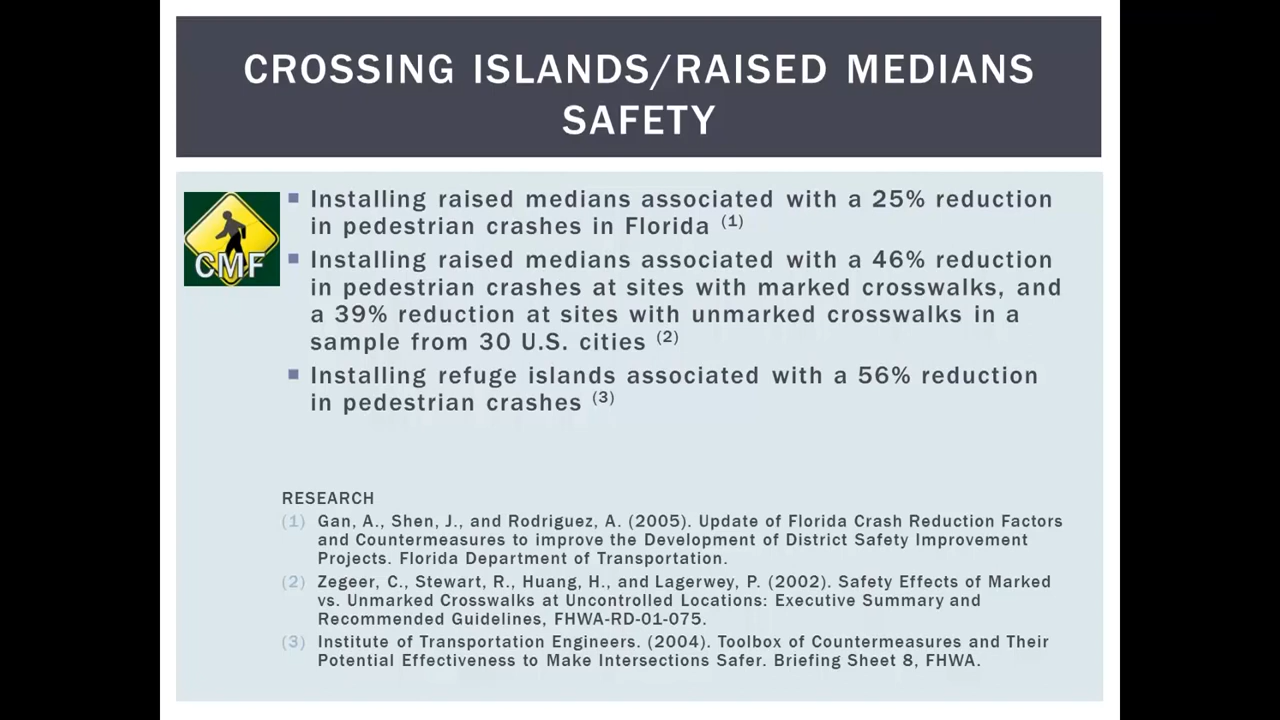 CROSSING ISLANDS/RAISED MEDIANS
SAFETY
CMF
Installing raised medians associated with a 25% reduction
in pedestrian crashes in Florida (1)
Installing raised medians associated with a 46% reduction
in pedestrian crashes at sites with marked crosswalks, and
a 39% reduction at sites with unmarked crosswalks in a
sample from 30 U.S. cities (2)
Installing refuge islands associated with a 56% reduction
in pedestrian crashes (3)
RESEARCH
(1) Gan, A., Shen, J., and Rodriguez, A. (2005). Update of Florida Crash Reduction Factors
and Countermeasures to improve the Development of District Safety Improvement
Projects. Florida Department of Transportation.
(2) Zegeer, C., Stewart, R., Huang, H., and Lagerwey, P. (2002). Safety Effects of Marked
vs. Unmarked Crosswalks at Uncontrolled Locations: Executive Summary and
Recommended Guidelines, FHWA-RD-01-075.
(3) Institute of Transportation Engineers. (2004). Toolbox of Countermeasures and Their
Potential Effectiveness to Make Intersections Safer. Briefing Sheet 8, FHWA.